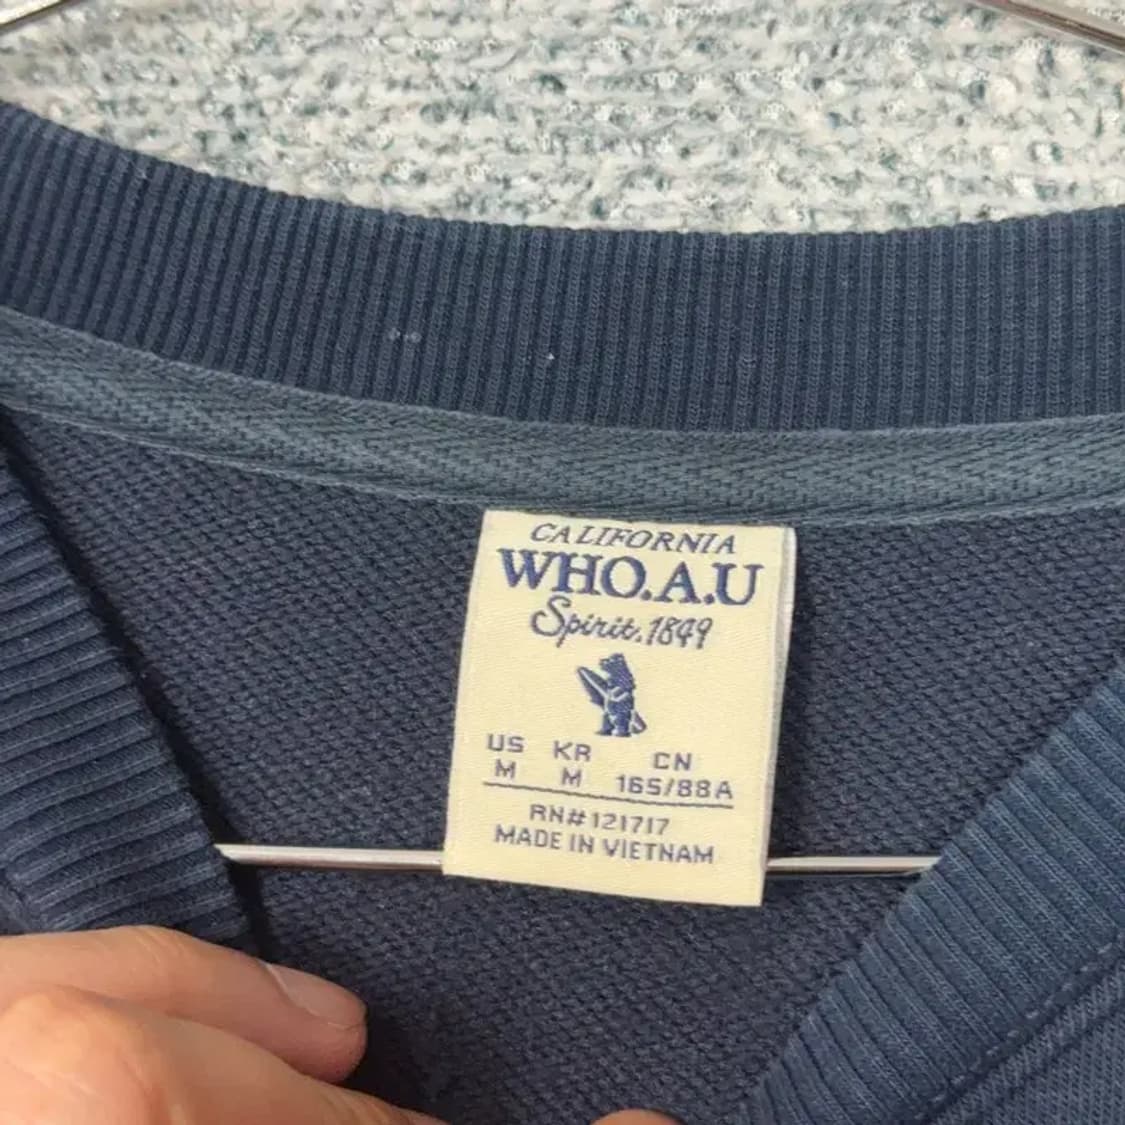 CALIFORNIA
WHO.A.U
Spirit.1849
US KR CN
M M 165/88A
RN#121717
MADE IN VIETNAM